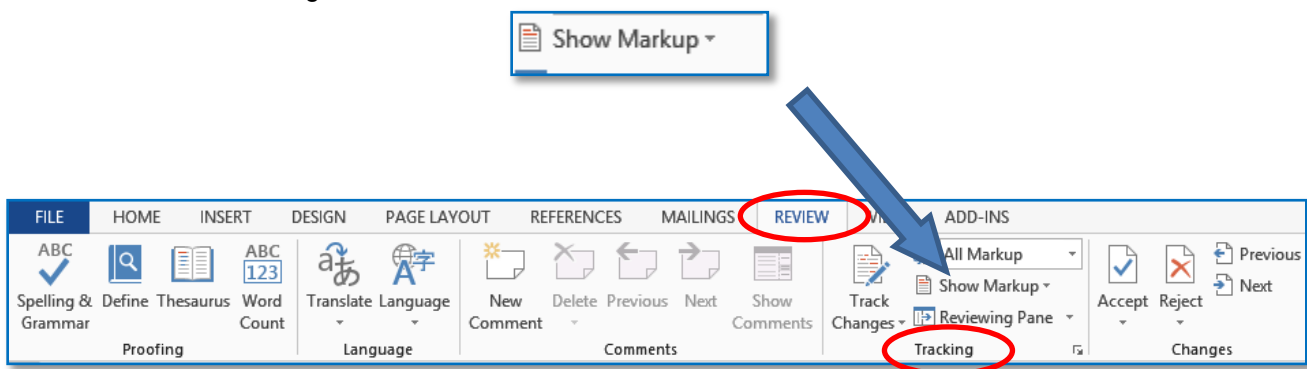 Show Markup
FILE HOME INSERT DESIGN PAGE LAYOUT REFERENCES MAILINGS REVIEW ADD-INS
ABC ABC 123 All Markup Previous
Show Markup Next
Spelling & Define Thesaurus Word Translate Language New Delete Previous Next Show Track Reviewing Pane Accept Reject
Grammar Count Comment Comments Changes
Proofing Language Comments Tracking Changes